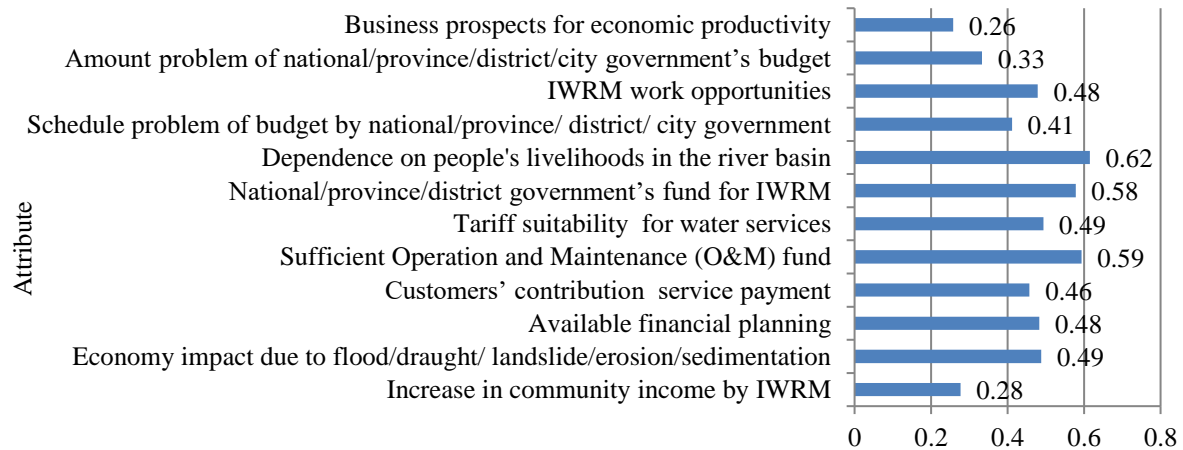 Business prospects for economic productivity 0.26
Amount problem of national/province/district/city government’s budget 0.33
IWRM work opportunities 0.48
Schedule problem of budget by national/province/ district/ city government 0.41
Dependence on people's livelihoods in the river basin 0.62
National/province/district government’s fund for IWRM 0.58
Tariff suitability for water services 0.49
Sufficient Operation and Maintenance (O&M) fund 0.59
Customers’ contribution service payment 0.46
Available financial planning 0.48
Economy impact due to flood/draught/ landslide/erosion/sedimentation 0.49
Increase in community income by IWRM 0.28
Attribute
0 0.2 0.4 0.6 0.8